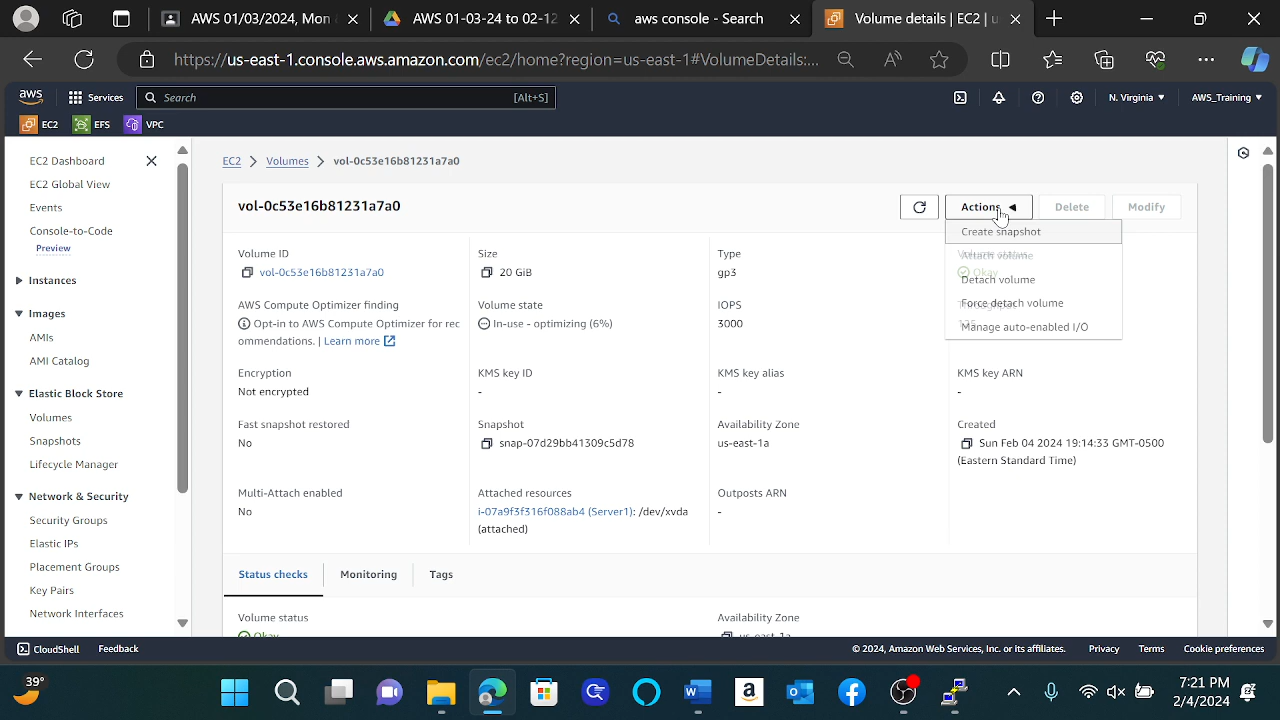 AWS 01/03/2024, Mon
AWS 01-03-24 to 02-12
aws console - Search
Volume details | EC2 | u
https://us-east-1.console.aws.amazon.com/ec2/home?region=us-east-1#VolumeDetails:...
aws
Services
Search
[Alt+S]
N. Virginia
AWS_Training
EC2
EFS
VPC
EC2 Dashboard
EC2 Global View
Events
Console-to-Code
Preview
Instances
Images
AMIs
AMI Catalog
Elastic Block Store
Volumes
Snapshots
Lifecycle Manager
Network & Security
Security Groups
Elastic IPs
Placement Groups
Key Pairs
Network Interfaces
EC2 > Volumes > vol-0c53e16b81231a7a0
vol-0c53e16b81231a7a0
Actions
Delete
Modify
Create snapshot
Attach volume
Detach volume
Force detach volume
Manage auto-enabled I/O
Volume ID
vol-0c53e16b81231a7a0
Size
20 GiB
Type
gp3
Volume status
Okay
AWS Compute Optimizer finding
Opt-in to AWS Compute Optimizer for rec
ommendations. | Learn more
Volume state
In-use - optimizing (6%)
IOPS
3000
Encryption
Not encrypted
KMS key ID
-
KMS key alias
-
KMS key ARN
-
Fast snapshot restored
No
Snapshot
snap-07d29bb41309c5d78
Availability Zone
us-east-1a
Created
Sun Feb 04 2024 19:14:33 GMT-0500
(Eastern Standard Time)
Multi-Attach enabled
No
Attached resources
i-07a9f3f316f088ab4 (Server1): /dev/xvda
(attached)
Outposts ARN
-
Status checks
Monitoring
Tags
Volume status
Okay
Availability Zone
us-east-1a
CloudShell
Feedback
© 2024, Amazon Web Services, Inc. or its affiliates.
Privacy
Terms
Cookie preferences
39°
7:21 PM
2/4/2024